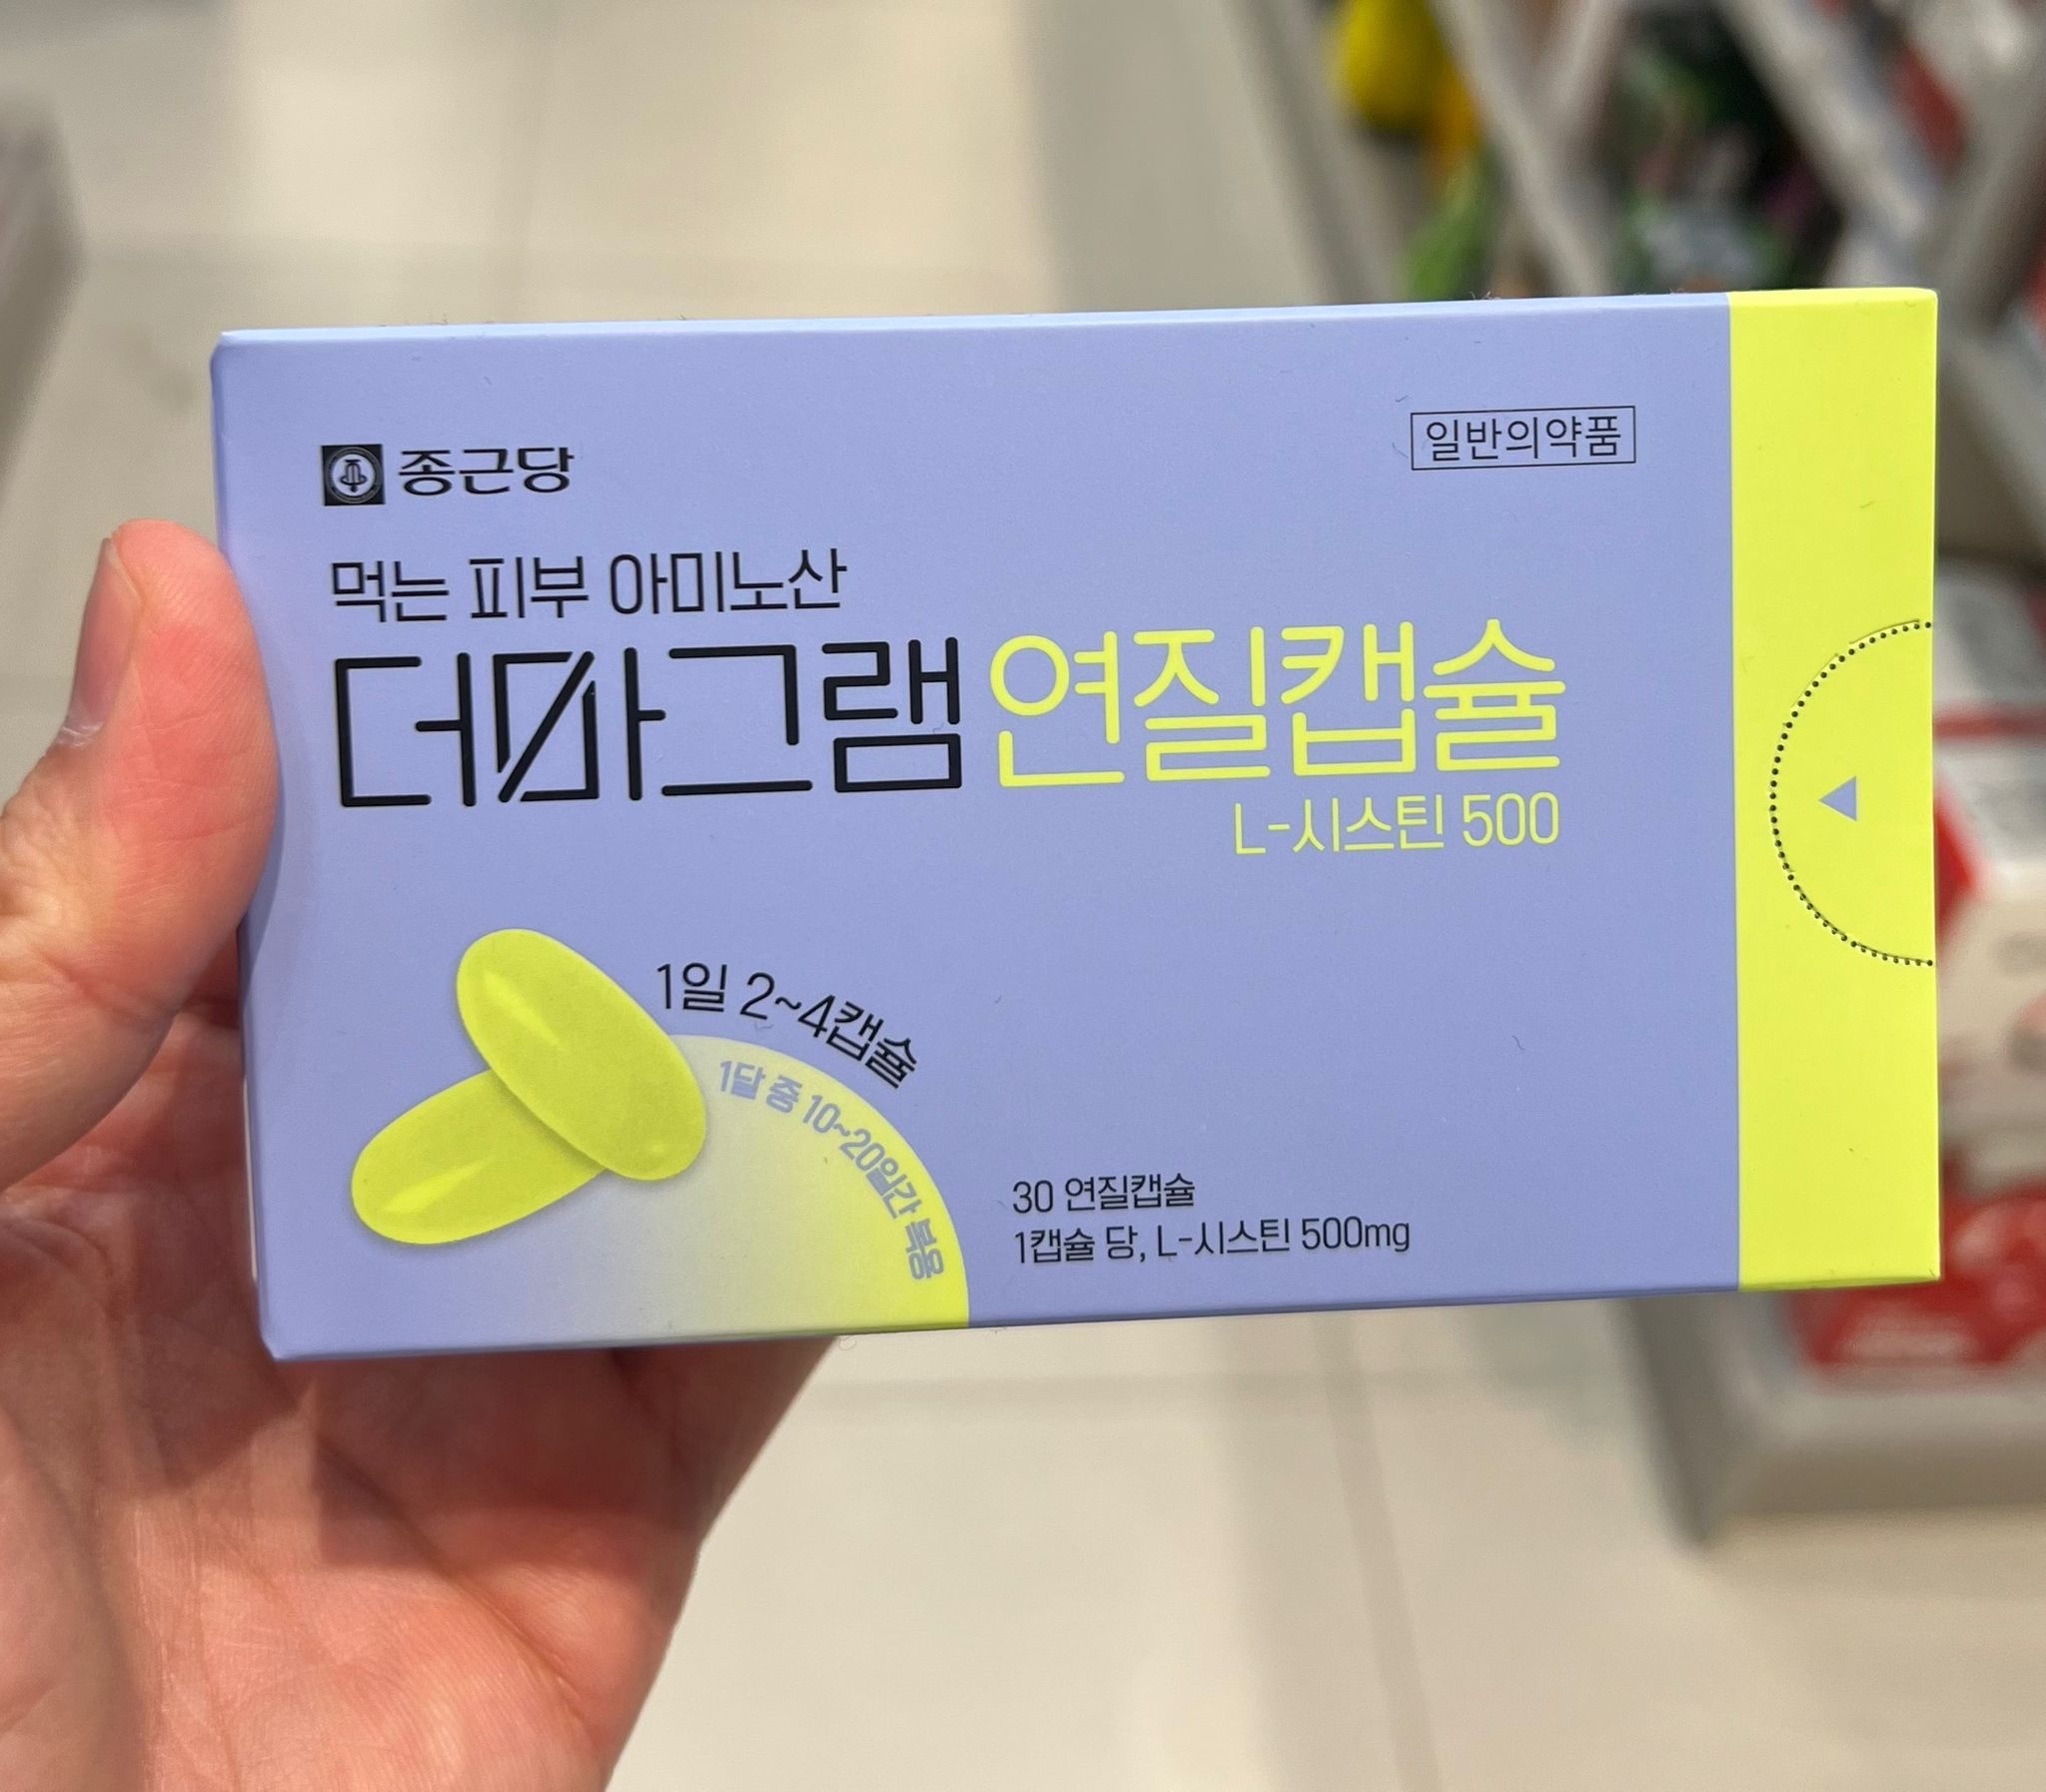 종근당
일반의약품
먹는 피부 아미노산
더마그램 연질캡슐
L-시스틴 500
1일 2~4캡슐
1달 중 10~20일간 복용
30 연질캡슐
1캡슐 당, L-시스틴 500mg